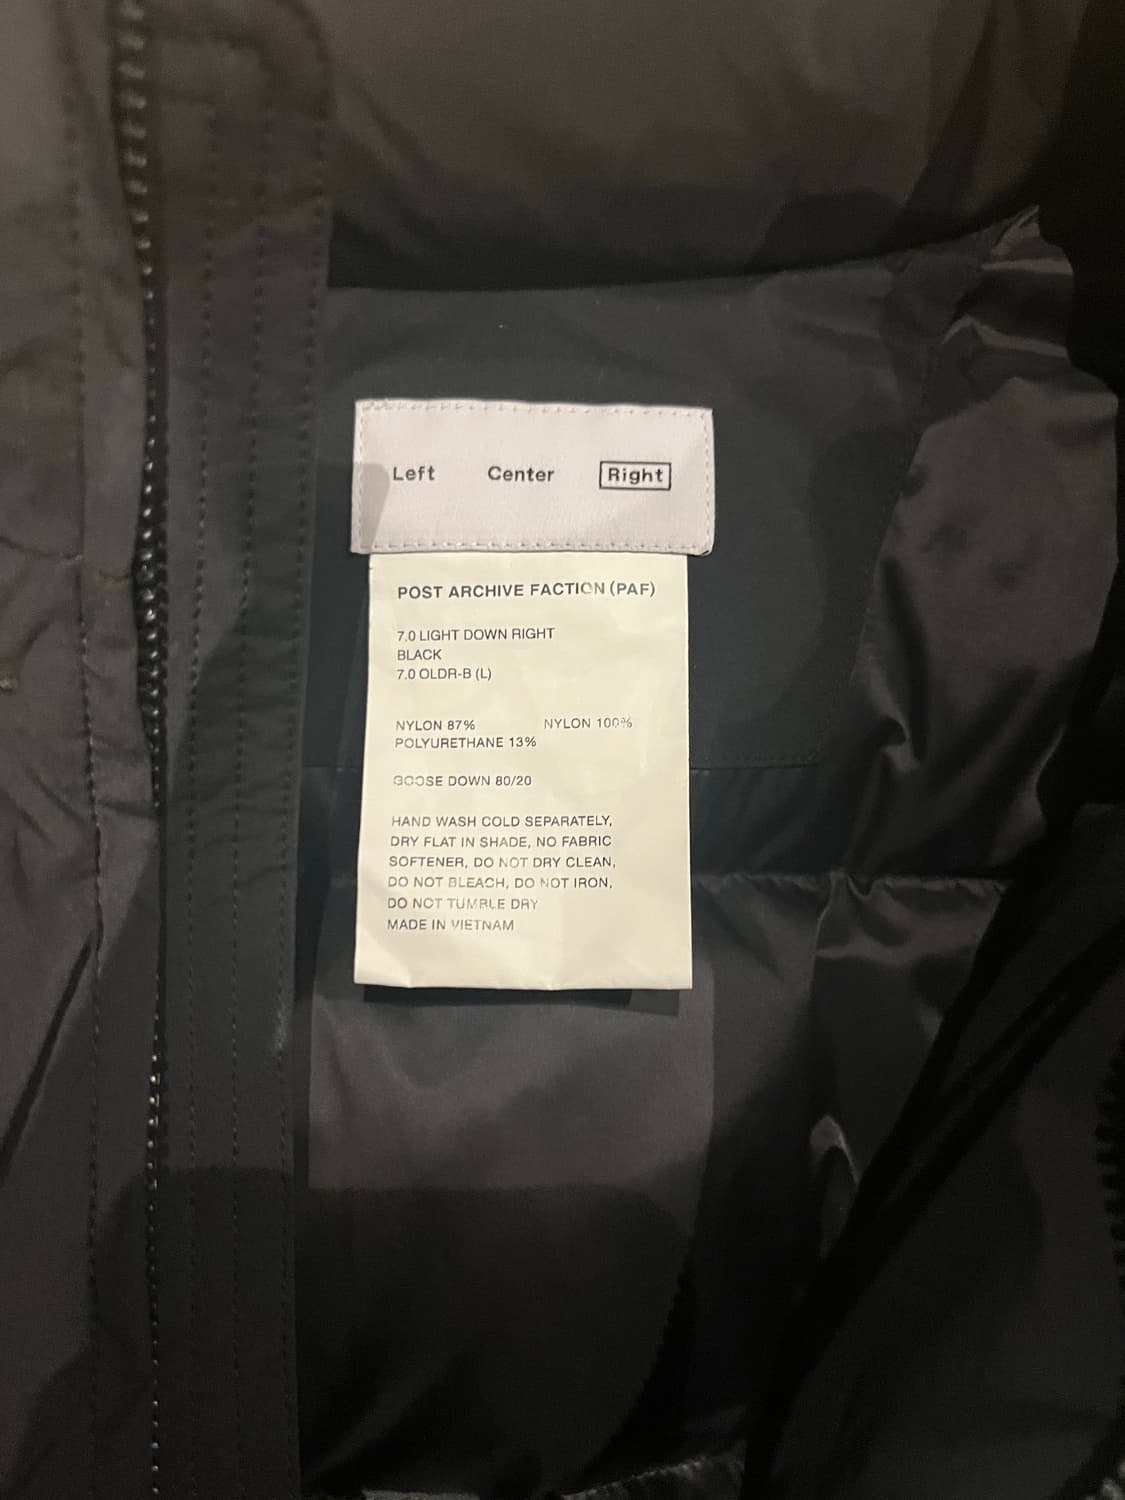 Left Center Right
POST ARCHIVE FACTION (PAF)
7.0 LIGHT DOWN RIGHT
BLACK
7.0 OLDR-B (L)
NYLON 87% NYLON 100%
POLYURETHANE 13%
GOOSE DOWN 80/20
HAND WASH COLD SEPARATELY,
DRY FLAT IN SHADE, NO FABRIC
SOFTENER, DO NOT DRY CLEAN,
DO NOT BLEACH, DO NOT IRON,
DO NOT TUMBLE DRY
MADE IN VIETNAM